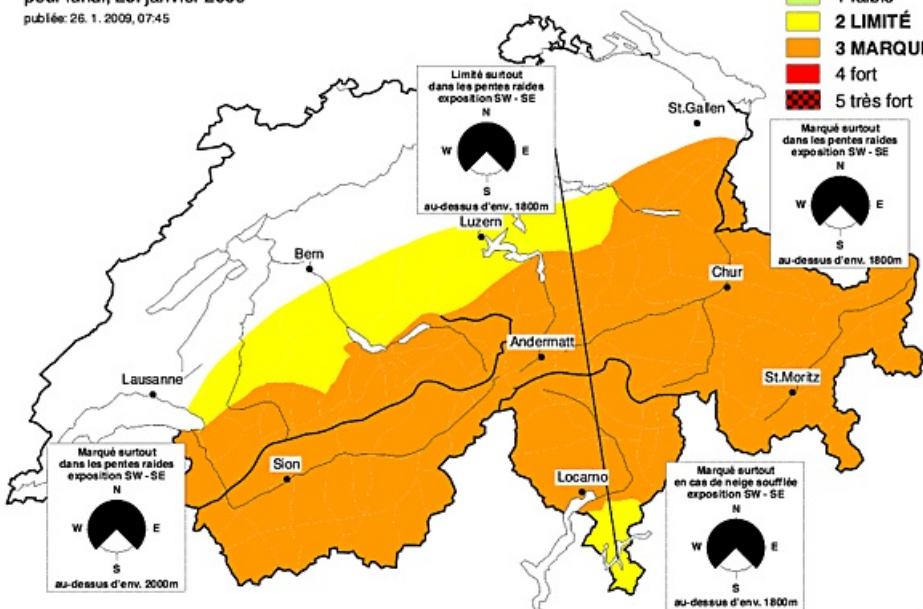 publiée: 26. 1. 2009, 07:45
2 LIMITÉ
4 fort
5 très fort
Limité surtout
dans les pentes raides
exposition SW - SE
N
W
E
S
au-dessus d'env. 1800m
St.Gallen
Marqué surtout
dans les pentes raides
exposition SW - SE
N
W
E
S
au-dessus d'env. 1800m
Luzern
Bern
Chur
Andermatt
Lausanne
St.Moritz
Marqué surtout
dans les pentes raides
exposition SW - SE
N
W
E
S
au-dessus d'env. 2000m
Sion
Locarno
Marqué surtout
en cas de neige soufflée
exposition SW - SE
N
W
E
S
au-dessus d'env. 1800m